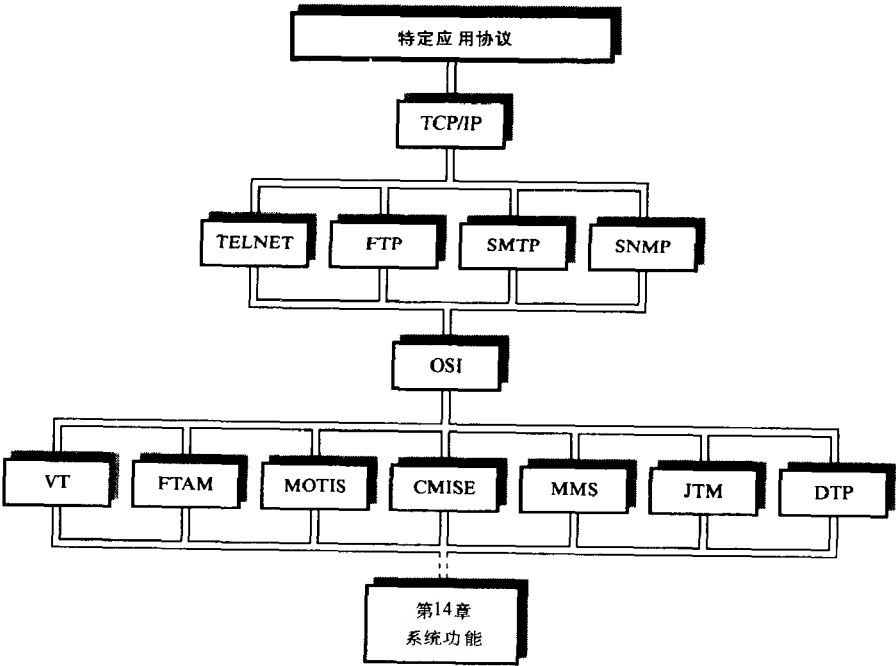 特定应用协议
TCP/IP
TELNET
FTP
SMTP
SNMP
OSI
VT
FTAM
MOTIS
CMISE
MMS
JTM
DTP
第14章
系统功能